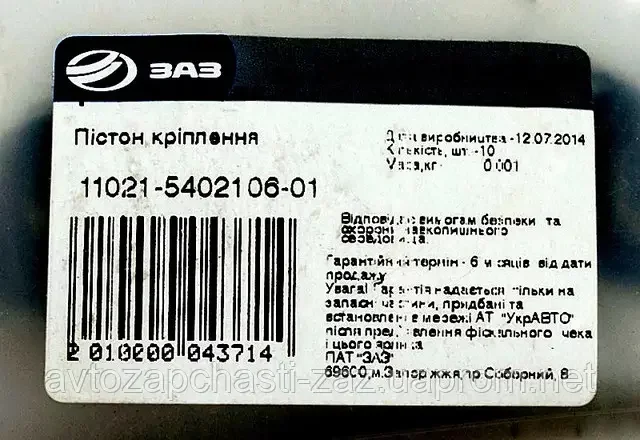 ЗАЗ
Пістон кріплення
11021-5402106-01
Дата виробництва -12.07.2014
Кількість, шт -10
Маса,кг 0.001
Відповідає вимогам безпеки та
охорони навколишнього
середовища.
Гарантійний термін - 6 місяців від дати
продажу
Увага! Гарантія надається тільки на
запасні частини, придбані та
встановлені в мережі АТ "УкрАВТО"
після пред'явлення фіскального чека
і цього ярлика
ПАТ "ЗАЗ"
69600,м.Запоріжжя,пр.Соборний, 8
2 010000 043714
avtozapchasti-zaz.uaprom.net